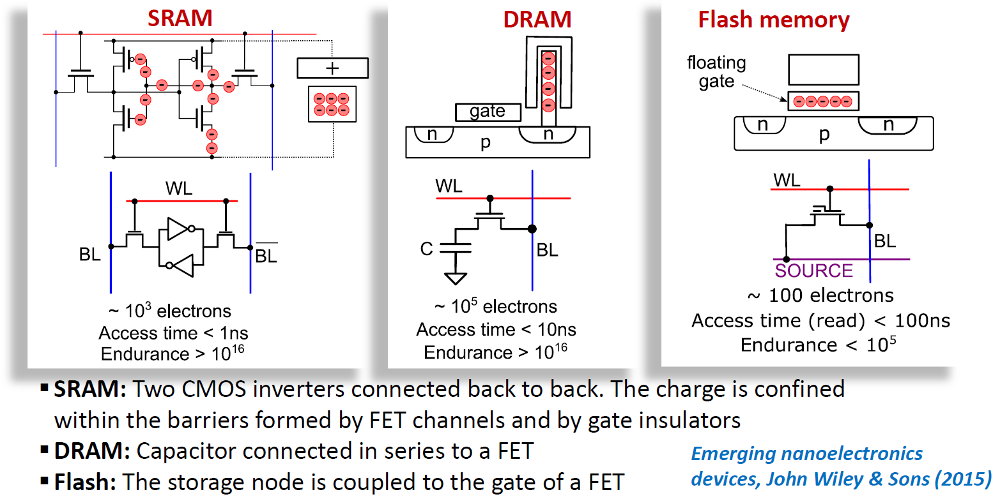 SRAM
+
WL
BL
B̅L̅
~ 10³ electrons
Access time < 1ns
Endurance > 10¹⁶
DRAM
gate
n
n
p
WL
C
BL
~ 10⁵ electrons
Access time < 10ns
Endurance > 10¹⁶
Flash memory
floating
gate
n
n
p
WL
BL
SOURCE
~ 100 electrons
Access time (read) < 100ns
Endurance < 10⁵
▪ SRAM: Two CMOS inverters connected back to back. The charge is confined
within the barriers formed by FET channels and by gate insulators
▪ DRAM: Capacitor connected in series to a FET
▪ Flash: The storage node is coupled to the gate of a FET
Emerging nanoelectronics
devices, John Wiley & Sons (2015)